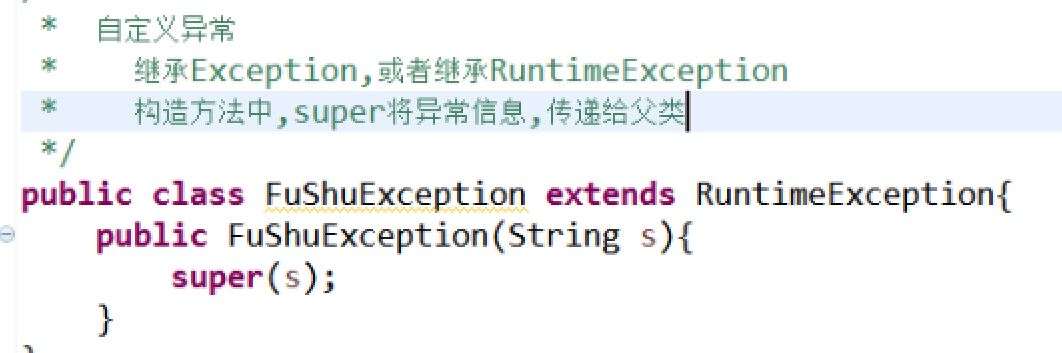 * 自定义异常
* 继承Exception,或者继承RuntimeException
* 构造方法中,super将异常信息,传递给父类
*/
public class FuShuException extends RuntimeException{
public FuShuException(String s){
super(s);
}